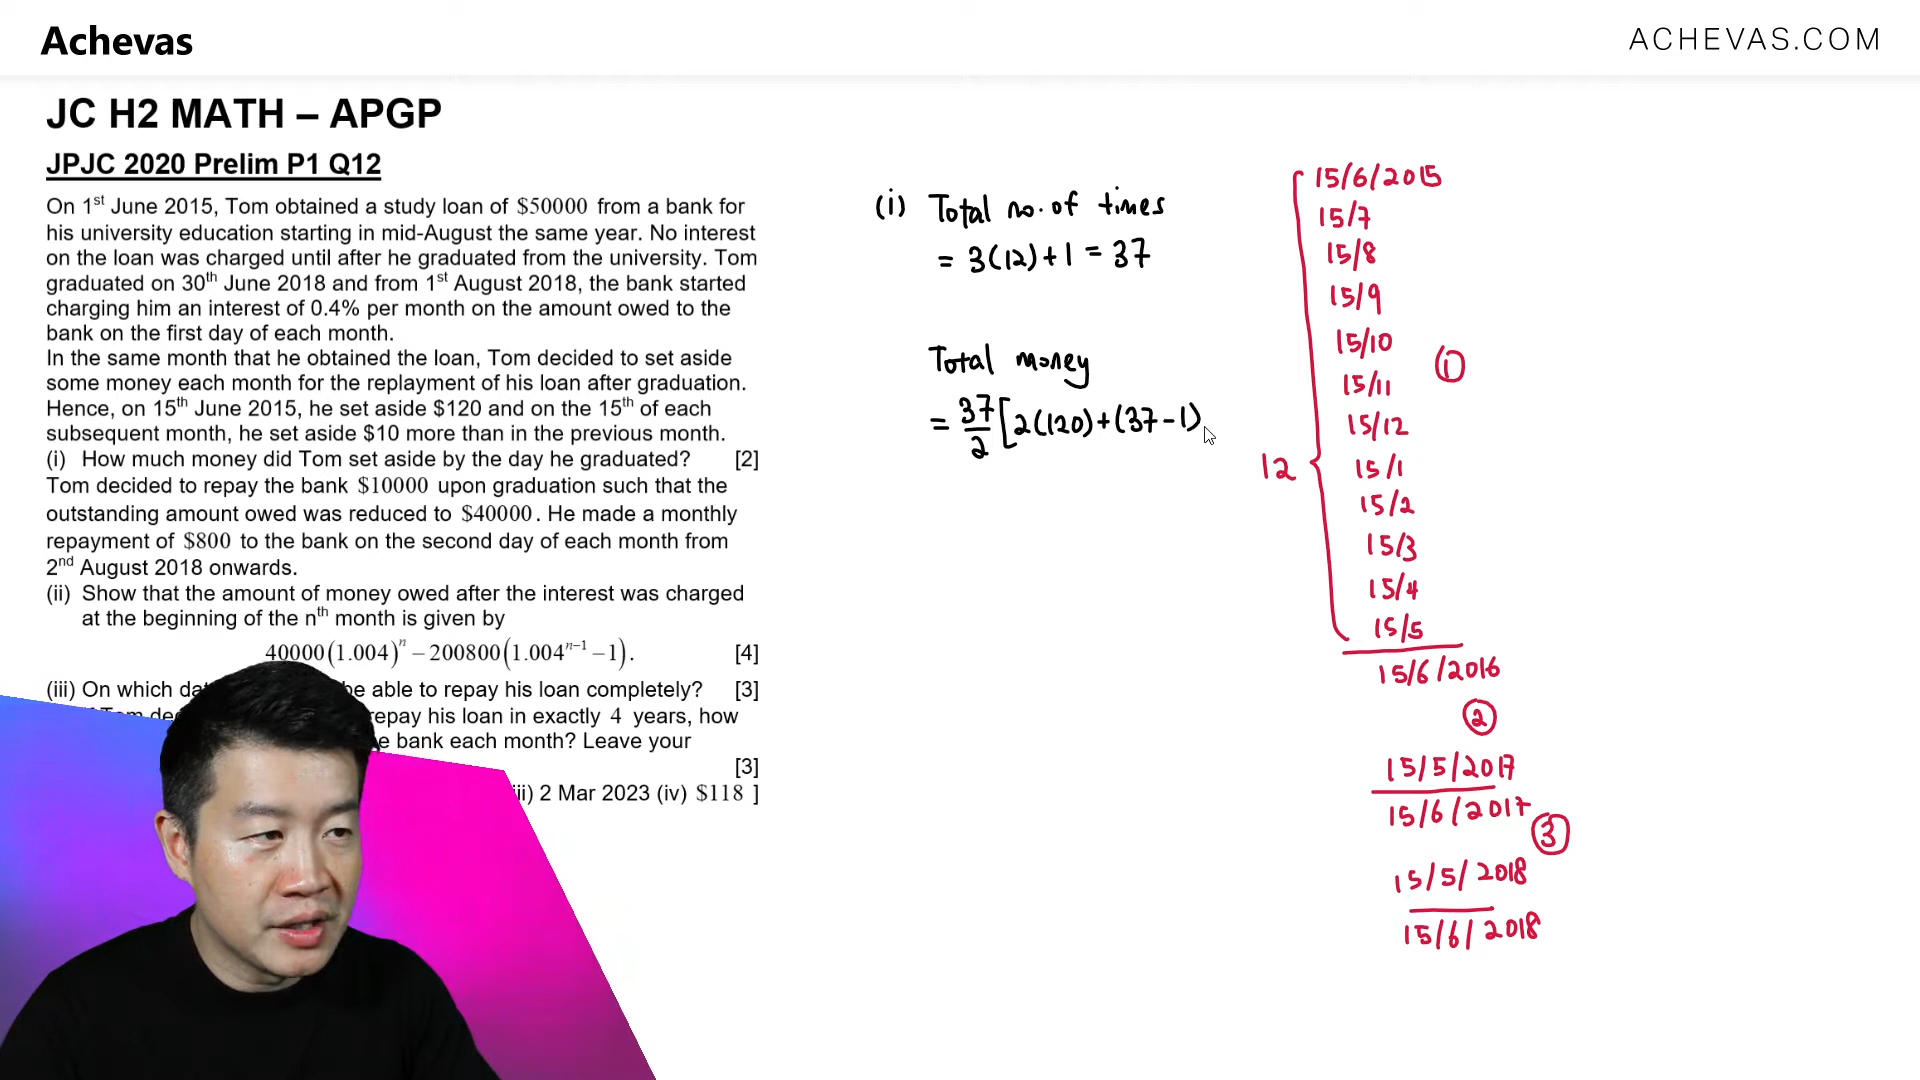 Achevas
ACHEVAS.COM
JC H2 MATH – APGP
JPJC 2020 Prelim P1 Q12
On 1st June 2015, Tom obtained a study loan of $50000 from a bank for
his university education starting in mid-August the same year. No interest
on the loan was charged until after he graduated from the university. Tom
graduated on 30th June 2018 and from 1st August 2018, the bank started
charging him an interest of 0.4% per month on the amount owed to the
bank on the first day of each month.
In the same month that he obtained the loan, Tom decided to set aside
some money each month for the replayment of his loan after graduation.
Hence, on 15th June 2015, he set aside $120 and on the 15th of each
subsequent month, he set aside $10 more than in the previous month.
(i) How much money did Tom set aside by the day he graduated? [2]
Tom decided to repay the bank $10000 upon graduation such that the
outstanding amount owed was reduced to $40000. He made a monthly
repayment of $800 to the bank on the second day of each month from
2nd August 2018 onwards.
(ii) Show that the amount of money owed after the interest was charged
at the beginning of the nth month is given by
40000(1.004)^n − 200800(1.004^{n−1} − 1). [4]
(iii) On which be able to repay his loan completely? [3]
repay his loan in exactly 4 years, how
bank each month? Leave your
[3]
2 Mar 2023 (iv) $118 ]
(i) Total no. of times
= 3(12)+1 = 37
Total money
= 37/2 [2(120)+(37-1)
15/6/2015
15/7
15/8
15/9
15/10
15/11
15/12
15/1
15/2
15/3
15/4
15/5
12
①
15/6/2016
②
15/5/2017
15/6/2017
③
15/5/2018
15/6/2018